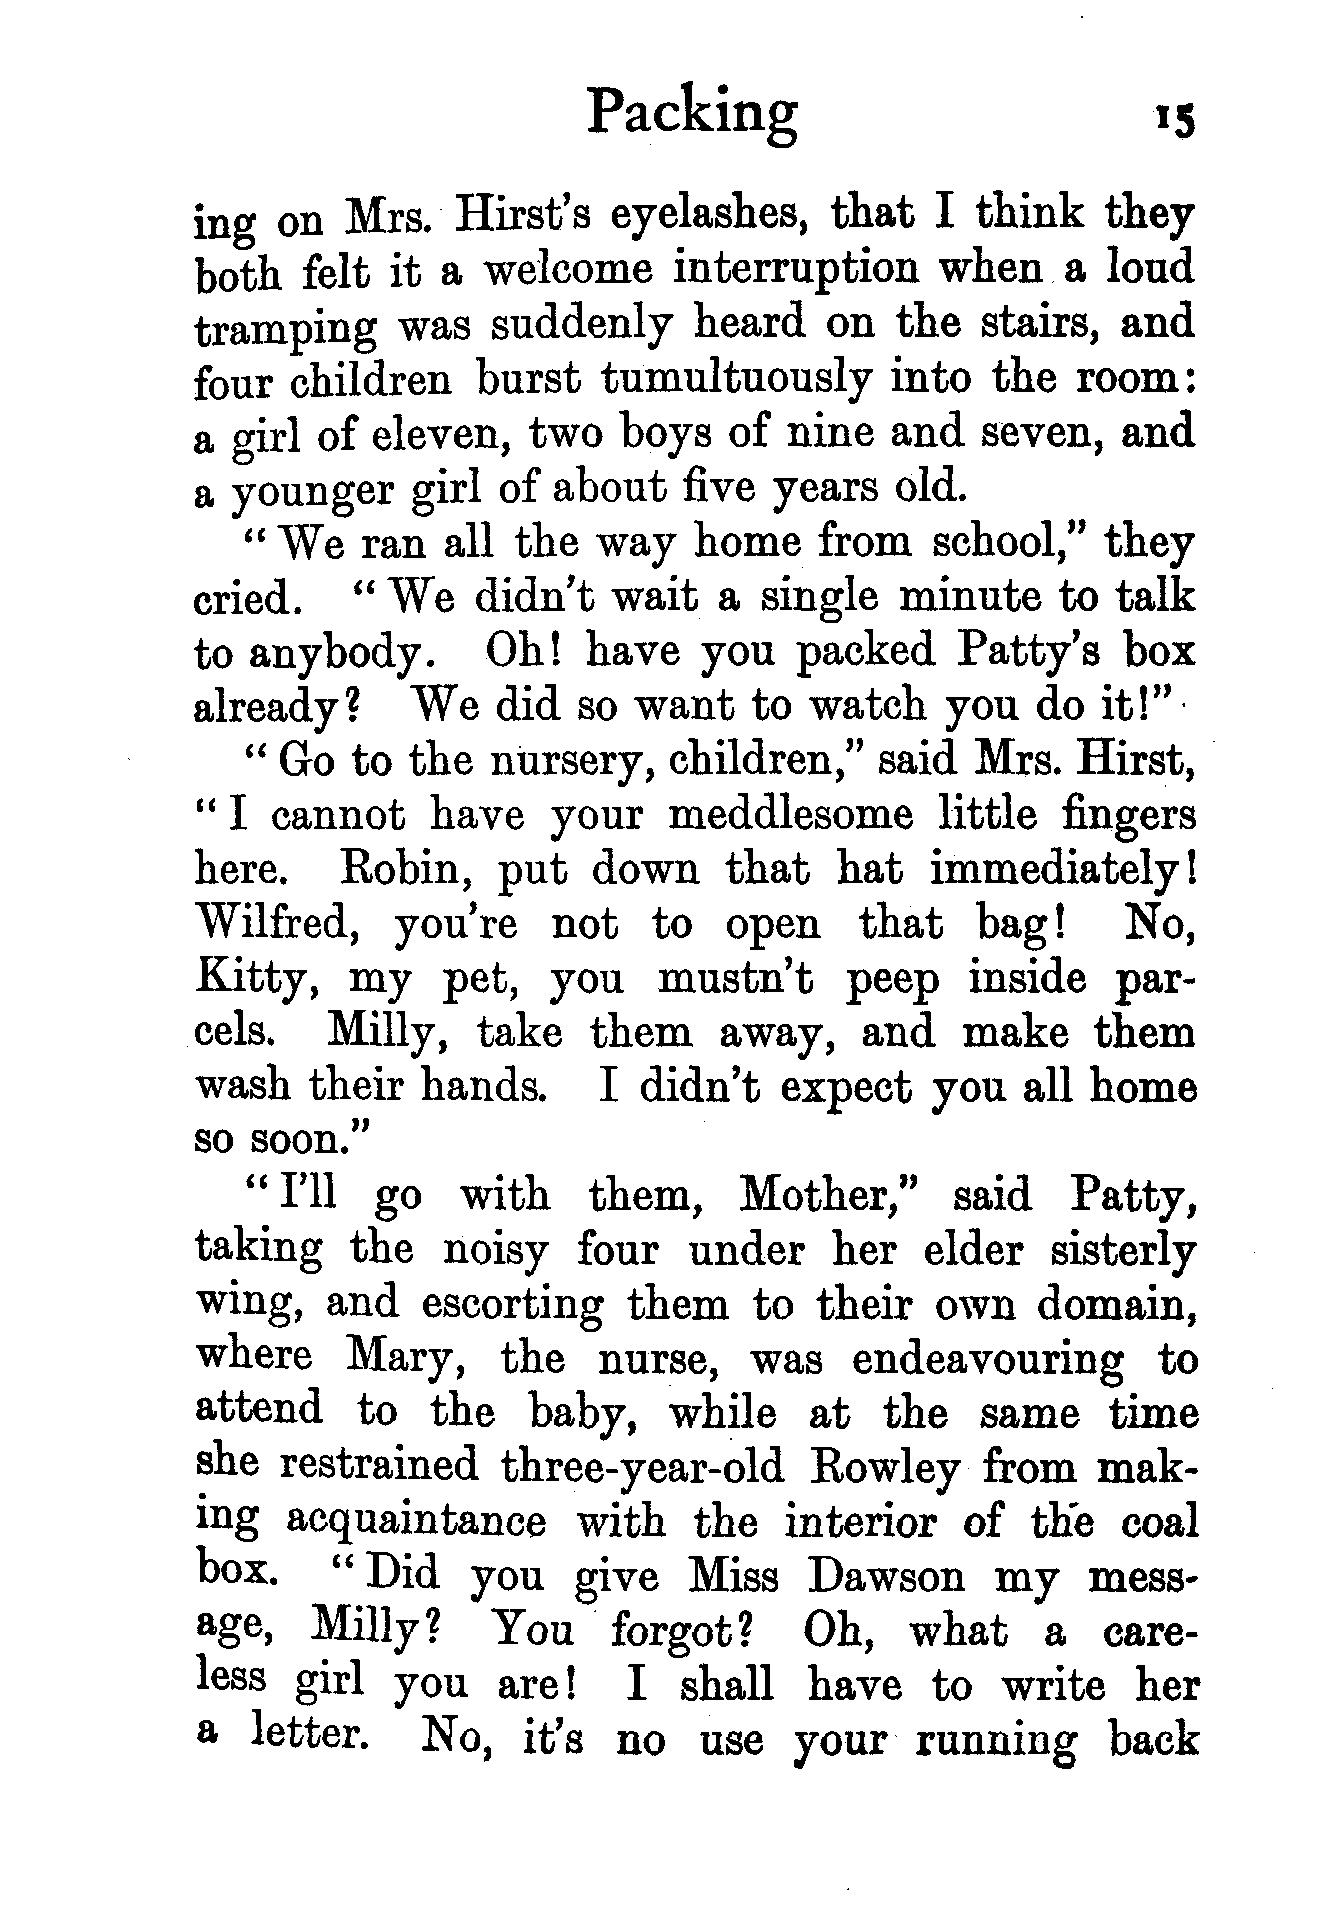 Packing 15
ing on Mrs. Hirst's eyelashes, that I think they
both felt it a welcome interruption when a loud
tramping was suddenly heard on the stairs, and
four children burst tumultuously into the room:
a girl of eleven, two boys of nine and seven, and
a younger girl of about five years old.
"We ran all the way home from school," they
cried. "We didn't wait a single minute to talk
to anybody. Oh! have you packed Patty's box
already? We did so want to watch you do it!"
"Go to the nursery, children," said Mrs. Hirst,
"I cannot have your meddlesome little fingers
here. Robin, put down that hat immediately!
Wilfred, you're not to open that bag! No,
Kitty, my pet, you mustn't peep inside par-
cels. Milly, take them away, and make them
wash their hands. I didn't expect you all home
so soon."
"I'll go with them, Mother," said Patty,
taking the noisy four under her elder sisterly
wing, and escorting them to their own domain,
where Mary, the nurse, was endeavouring to
attend to the baby, while at the same time
she restrained three-year-old Rowley from mak-
ing acquaintance with the interior of the coal
box. "Did you give Miss Dawson my mess-
age, Milly? You forgot? Oh, what a care-
less girl you are! I shall have to write her
a letter. No, it's no use your running back